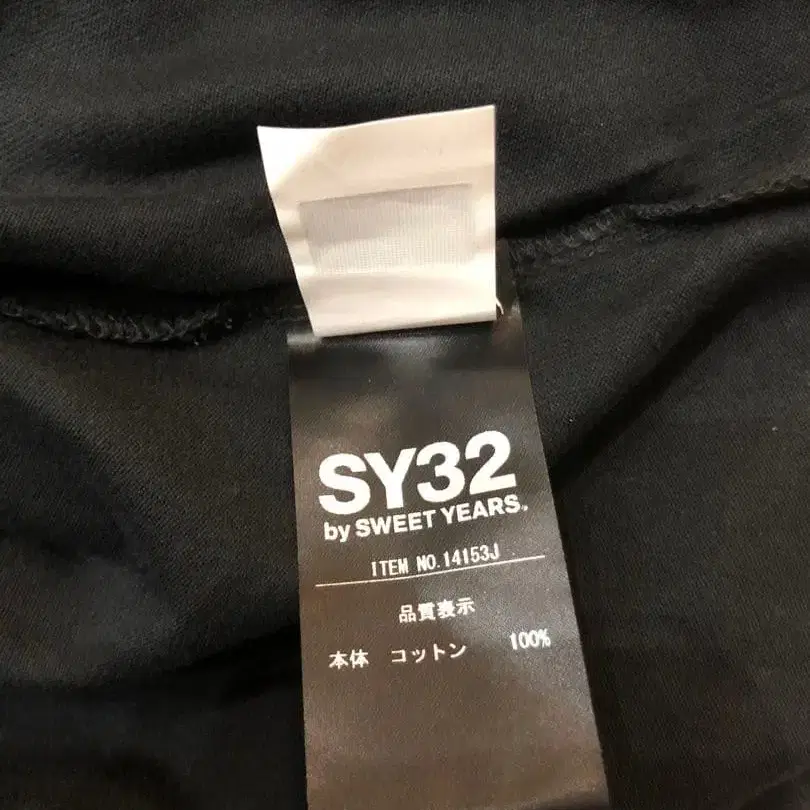 SY32
by SWEET YEARS.
ITEM NO.14153J
品質表示
本体 コットン 100%